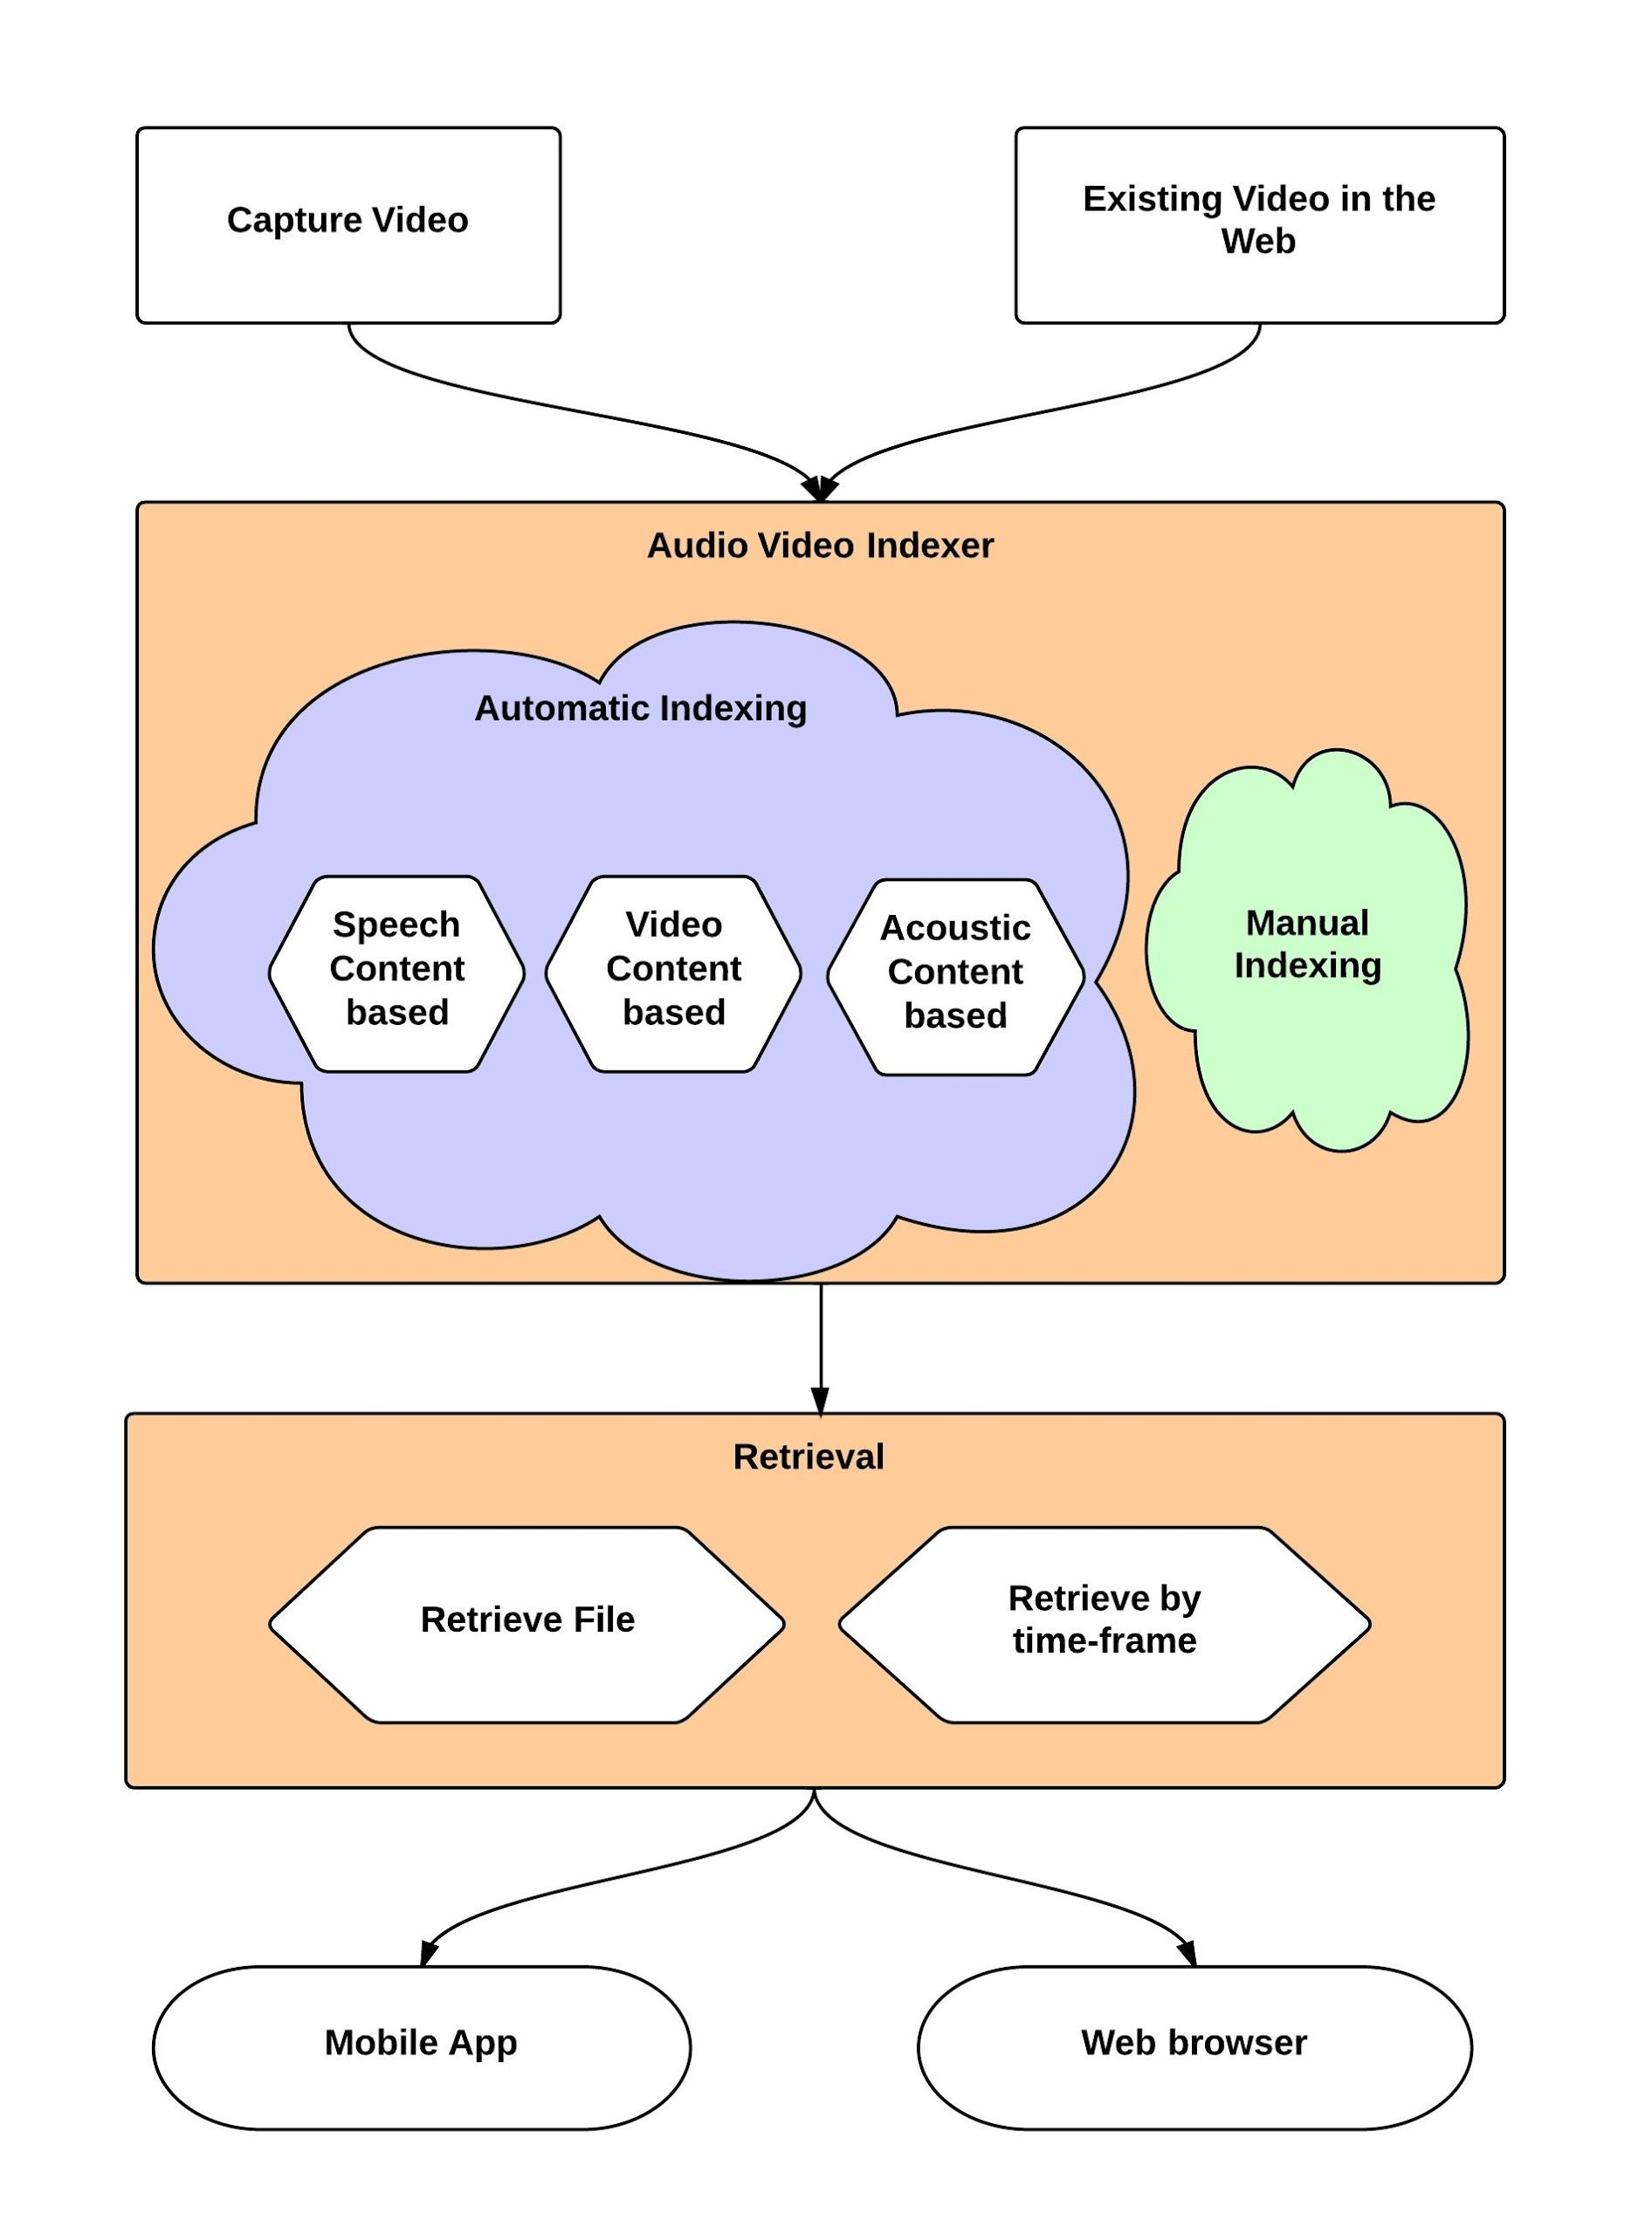 Capture Video
Existing Video in the
Web
Audio Video Indexer
Automatic Indexing
Speech
Content
based
Video
Content
based
Acoustic
Content
based
Manual
Indexing
Retrieval
Retrieve File
Retrieve by
time-frame
Mobile App
Web browser